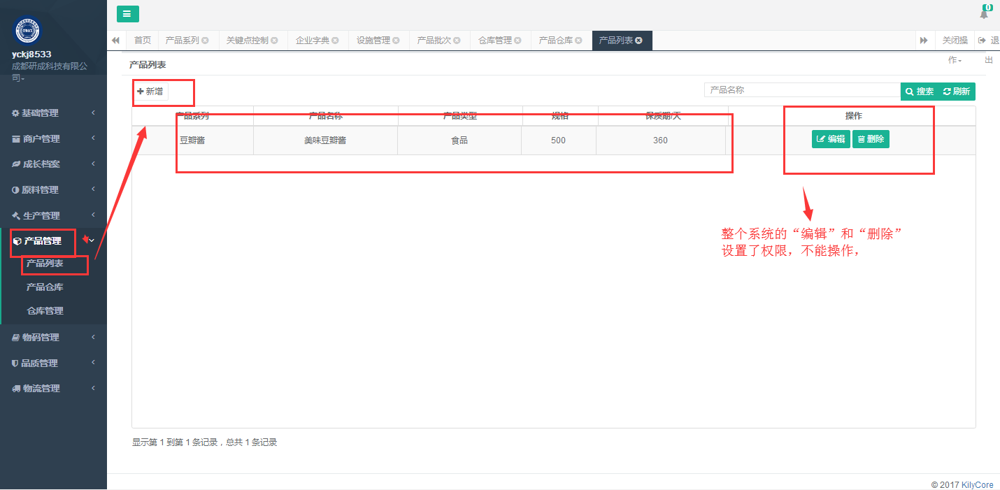 0
首页
产品系列
关键点控制
企业字典
设施管理
产品批次
仓库管理
产品仓库
产品列表
关闭操作
退出
yckj8533
成都研成科技有限公司
基础管理
商户管理
成长档案
原料管理
生产管理
产品管理
产品列表
产品仓库
仓库管理
物码管理
品质管理
物流管理
产品列表
新增
产品名称
搜索
刷新
产品系列 产品名称 产品类型 规格 保质期/天 操作
豆瓣酱 美味豆瓣酱 食品 500 360 编辑 删除
整个系统的“编辑”和“删除”
设置了权限，不能操作，
显示第 1 到第 1 条记录，总共 1 条记录
© 2017 KilyCore